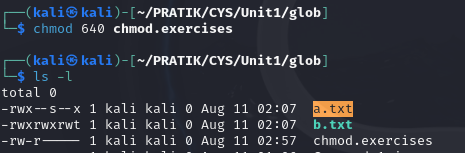 ┌──(kali㉿kali)-[~/PRATIK/CYS/Unit1/glob]
└─$ chmod 640 chmod.exercises
┌──(kali㉿kali)-[~/PRATIK/CYS/Unit1/glob]
└─$ ls -l
total 0
-rwx--s--x 1 kali kali 0 Aug 11 02:07 a.txt
-rwxrwxrwt 1 kali kali 0 Aug 11 02:07 b.txt
-rw-r----- 1 kali kali 0 Aug 11 02:57 chmod.exercises